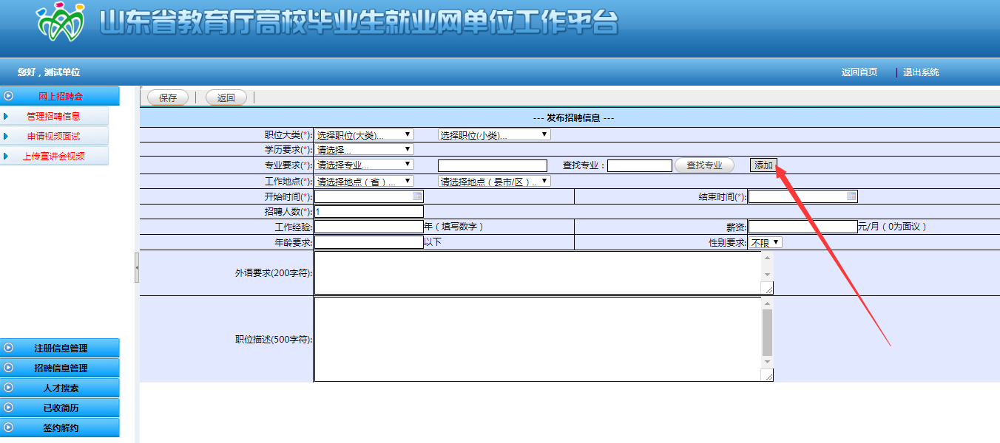 山东省教育厅高校毕业生就业网单位工作平台
您好，测试单位
返回首页 | 退出系统
网上招聘会
管理招聘信息
申请视频面试
上传宣讲会视频
注册信息管理
招聘信息管理
人才搜索
已收简历
签约解约
保存 | 返回 |
--- 发布招聘信息 ---
职位大类(*): 选择职位(大类)... 选择职位(小类)...
学历要求(*): 请选择...
专业要求(*): 请选择专业... 查找专业： 查找专业 添加
工作地点(*): 请选择地点（省）... 请选择地点（县市/区）..
开始时间(*): 结束时间(*):
招聘人数(*): 1
工作经验: 年（填写数字） 薪资: 元/月（0为面议）
年龄要求: 以下 性别要求: 不限
外语要求(200字符):
职位描述(500字符):